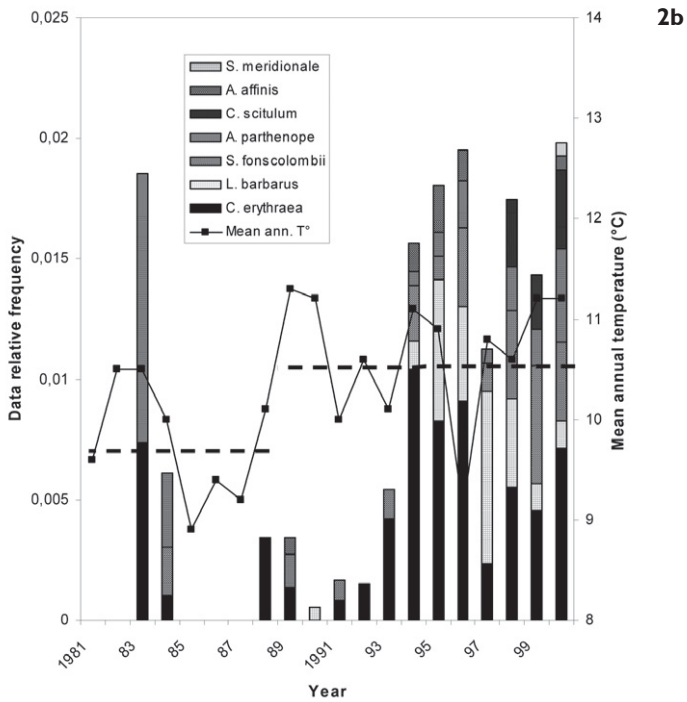 2b
0,025
0,02
0,015
0,01
0,005
0
Data relative frequency
14
13
12
11
10
9
8
Mean annual temperature (°C)
S. meridionale
A. affinis
C. scitulum
A. parthenope
S. fonscolombii
L. barbarus
C. erythraea
Mean ann. T°
1981
83
85
87
89
1991
93
95
97
99
Year